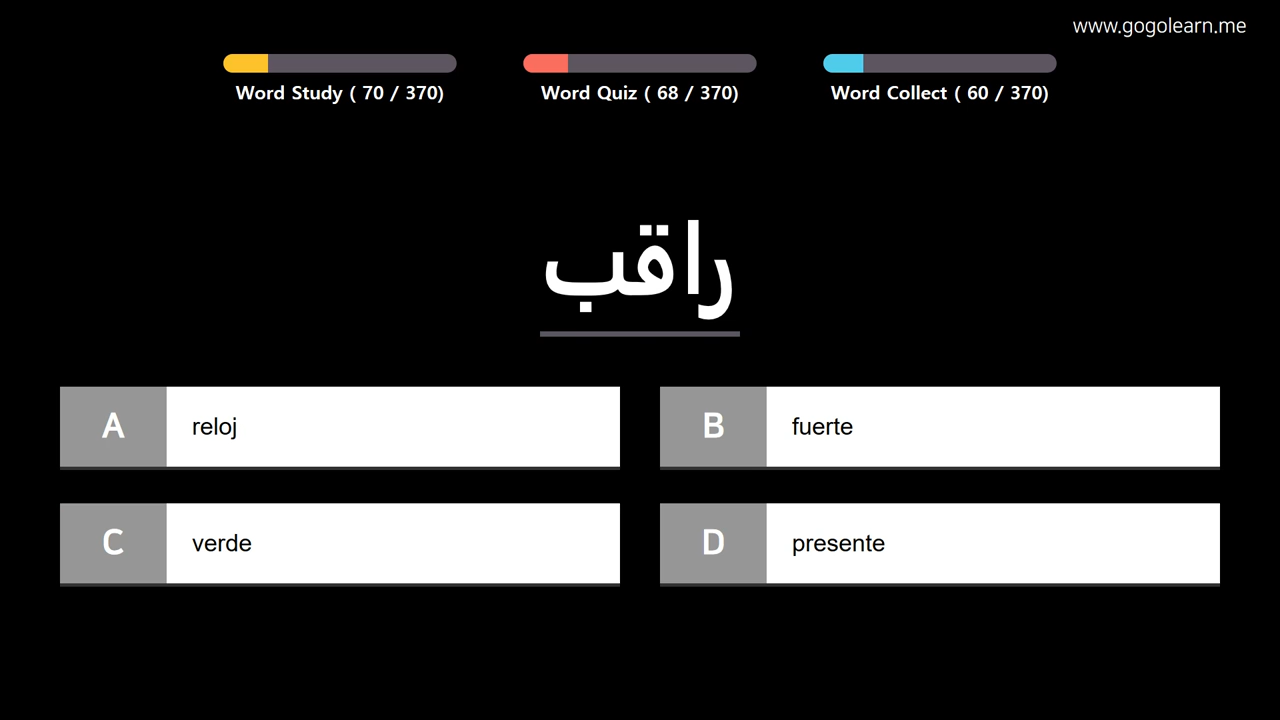 www.gogolearn.me
Word Study ( 70 / 370)
Word Quiz ( 68 / 370)
Word Collect ( 60 / 370)
راقب
A reloj
B fuerte
C verde
D presente